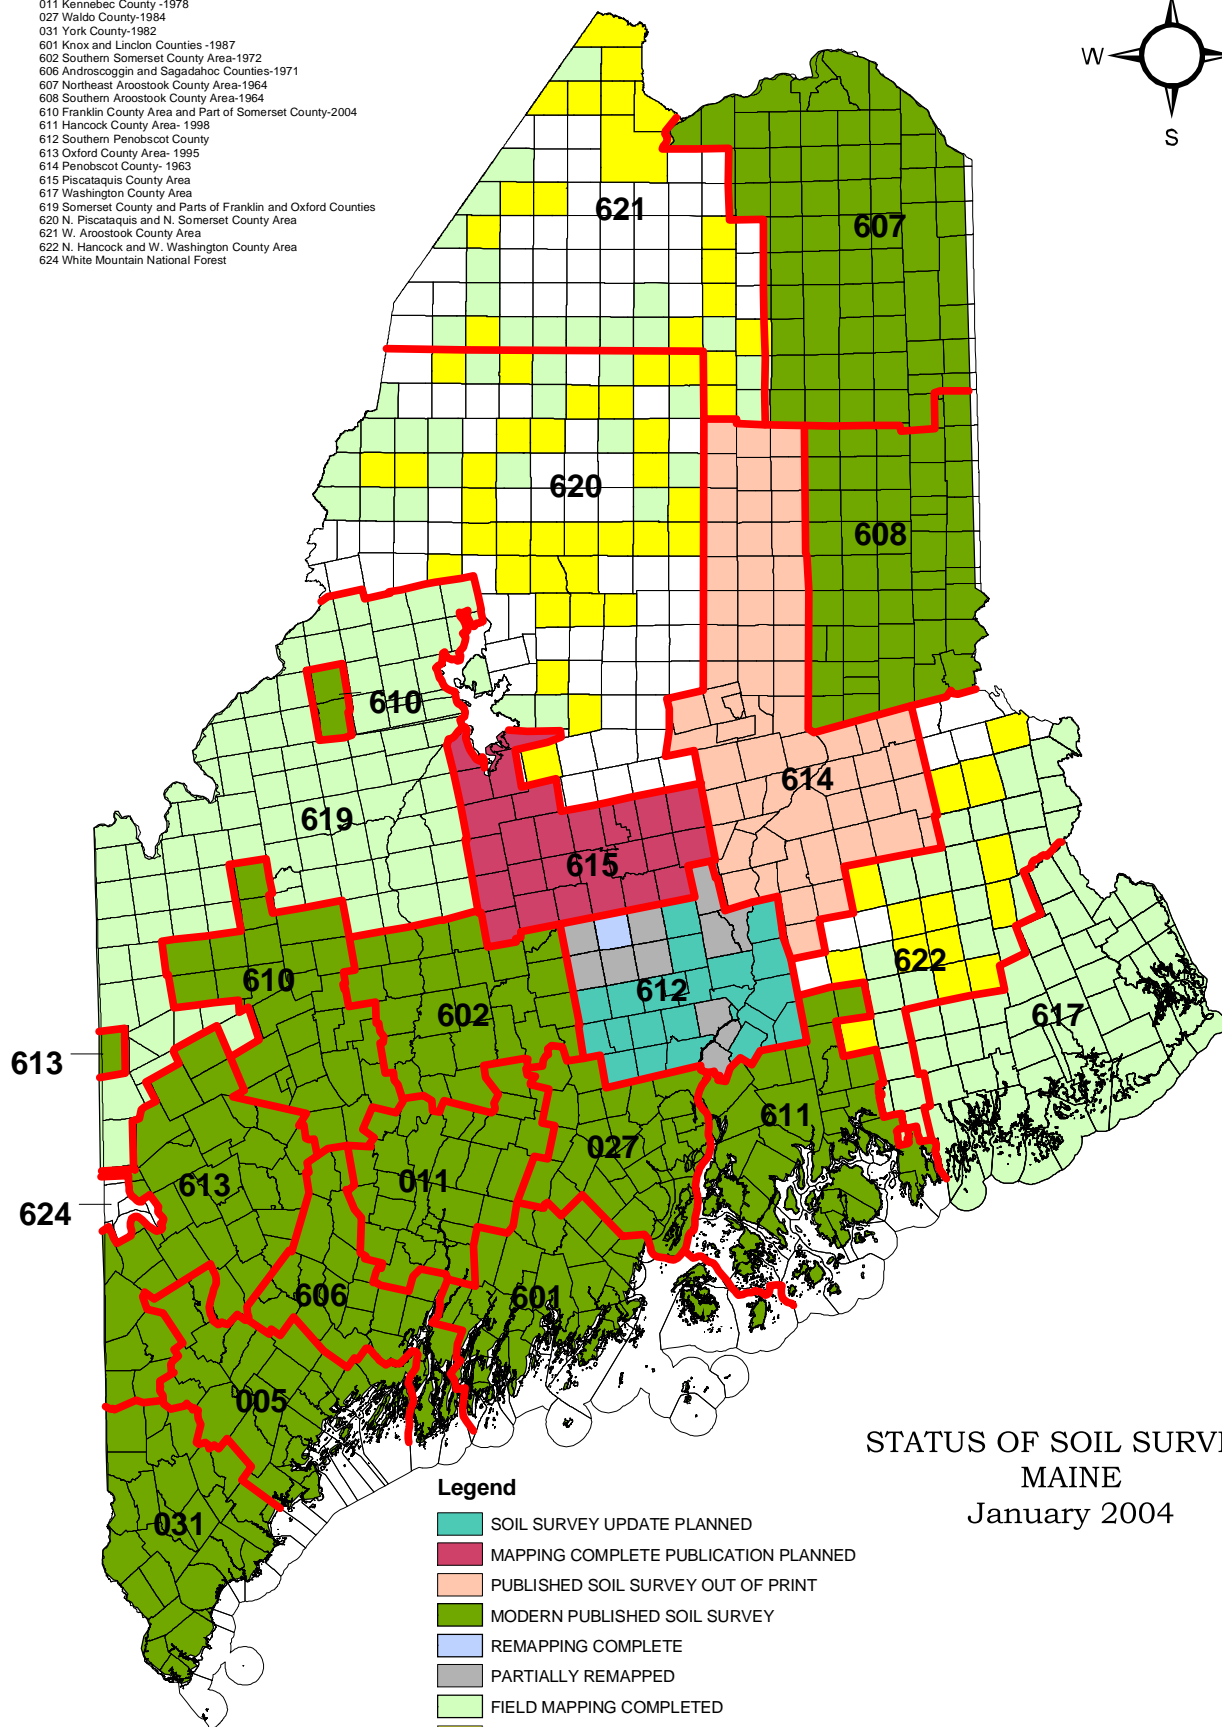 011 Kennebec County -1978
027 Waldo County-1984
031 York County-1982
601 Knox and Linclon Counties -1987
602 Southern Somerset County Area-1972
606 Androscoggin and Sagadahoc Counties-1971
607 Northeast Aroostook County Area-1964
608 Southern Aroostook County Area-1964
610 Franklin County Area and Part of Somerset County-2004
611 Hancock County Area- 1998
612 Southern Penobscot County
613 Oxford County Area- 1995
614 Penobscot County- 1963
615 Piscataquis County Area
617 Washington County Area
619 Somerset County and Parts of Franklin and Oxford Counties
620 N. Piscataquis and N. Somerset County Area
621 W. Aroostook County Area
622 N. Hancock and W. Washington County Area
624 White Mountain National Forest
W
S
621
607
620
608
610
614
619
615
622
610
612
602
617
613
611
027
011
613
624
606
601
005
031
STATUS OF SOIL SURVE
MAINE
January 2004
Legend
SOIL SURVEY UPDATE PLANNED
MAPPING COMPLETE PUBLICATION PLANNED
PUBLISHED SOIL SURVEY OUT OF PRINT
MODERN PUBLISHED SOIL SURVEY
REMAPPING COMPLETE
PARTIALLY REMAPPED
FIELD MAPPING COMPLETED